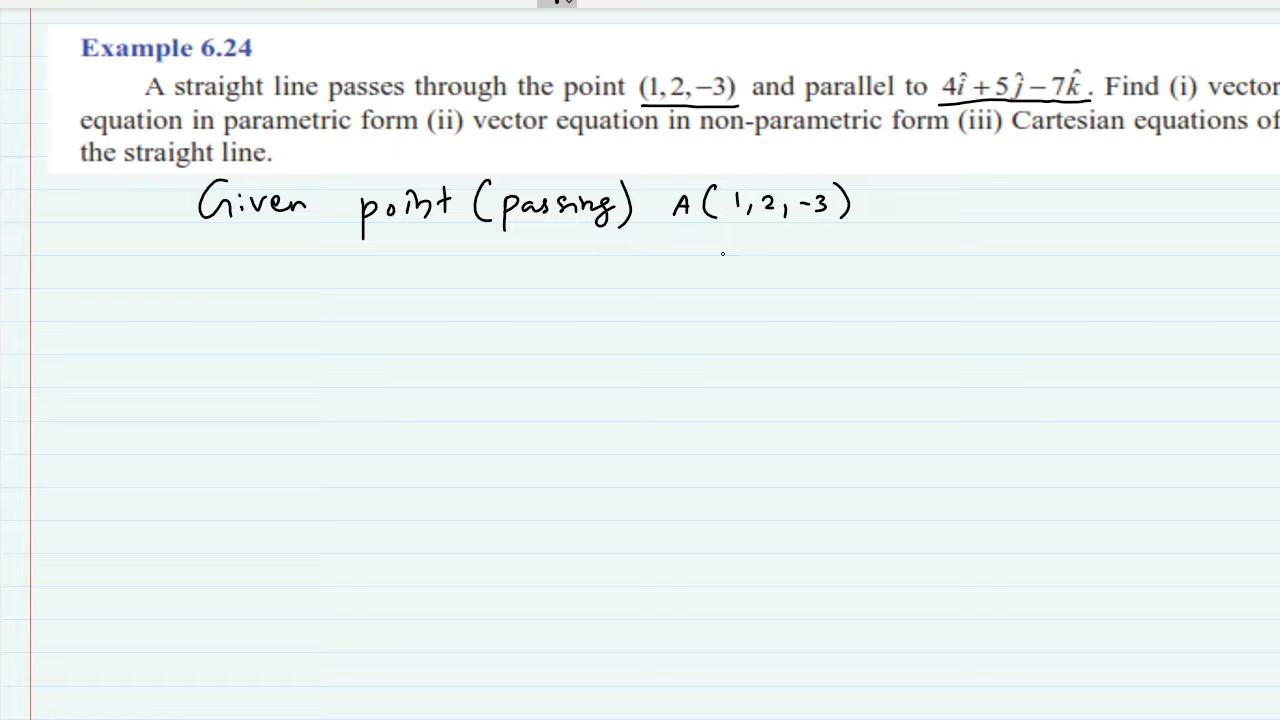 Example 6.24
A straight line passes through the point (1, 2, −3) and parallel to 4î + 5ĵ − 7k̂. Find (i) vector
equation in parametric form (ii) vector equation in non-parametric form (iii) Cartesian equations of
the straight line.
Given point (passing) A(1, 2, -3)